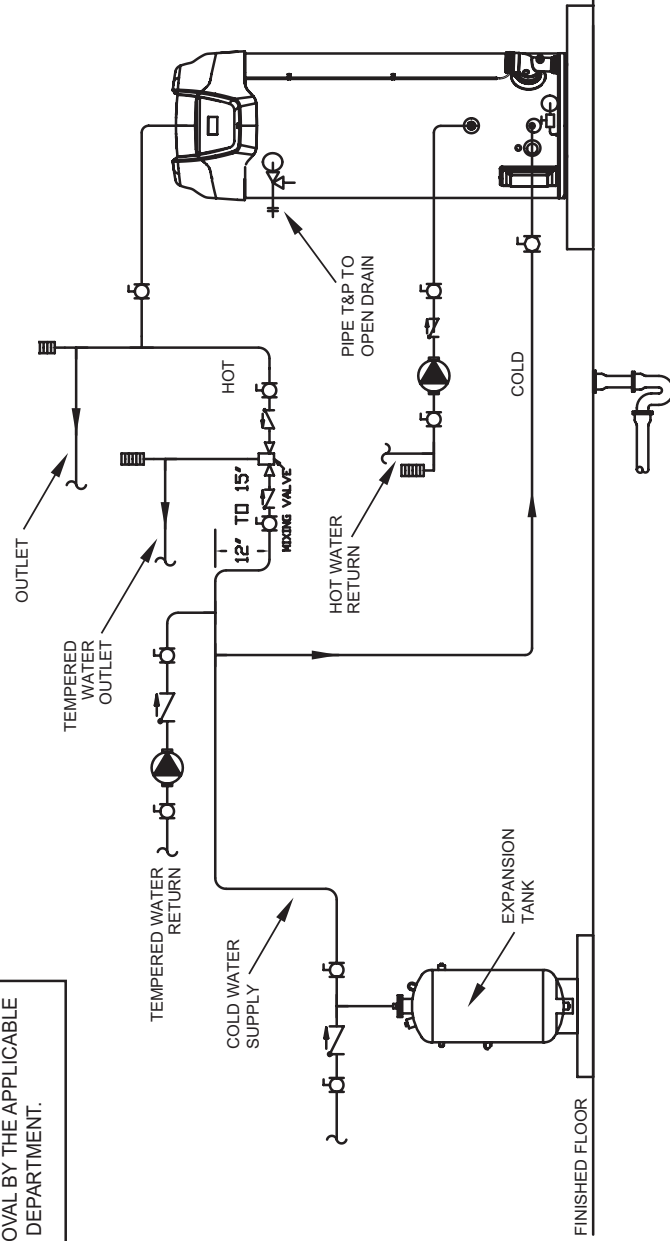 OVAL BY THE APPLICABLE
DEPARTMENT.
OUTLET
TEMPERED
WATER
OUTLET
HOT
12" TO 15"
MIXING VALVE
PIPE T&P TO
OPEN DRAIN
TEMPERED WATER
RETURN
HOT WATER
RETURN
COLD
COLD WATER
SUPPLY
EXPANSION
TANK
FINISHED FLOOR